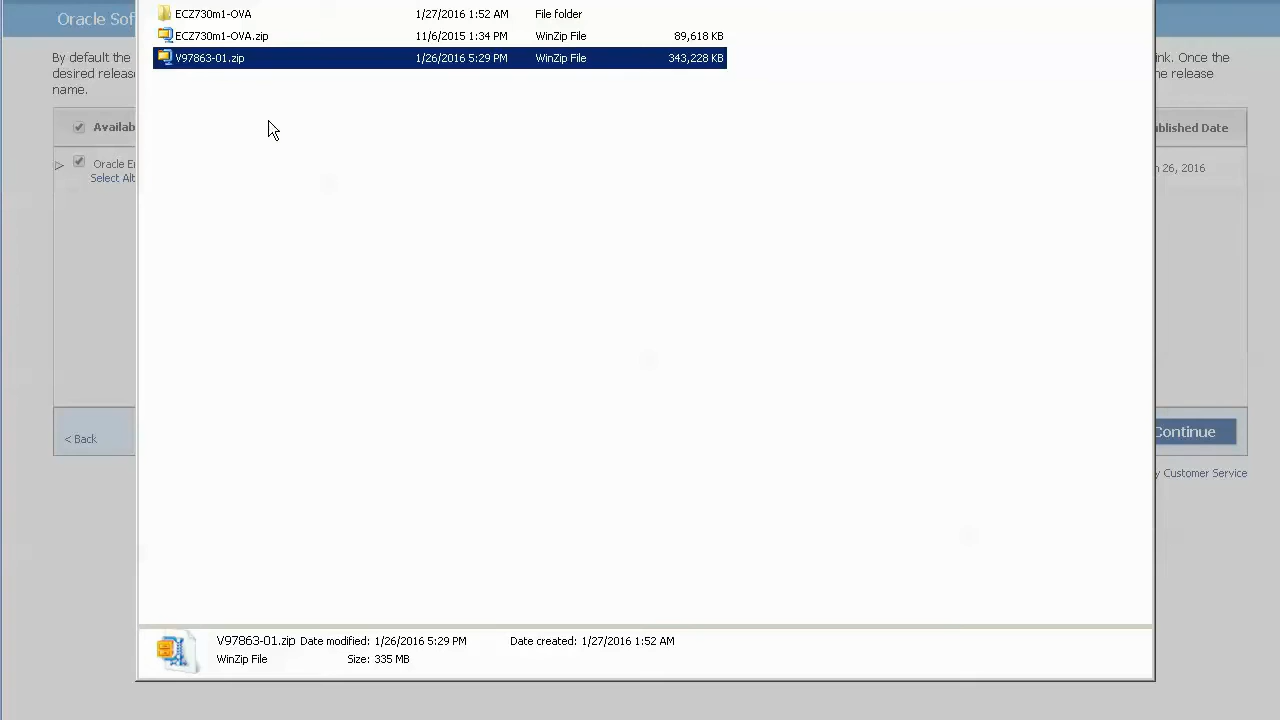 Oracle Sof
ECZ730m1-OVA 1/27/2016 1:52 AM File folder
ECZ730m1-OVA.zip 11/6/2015 1:34 PM WinZip File 89,618 KB
V97863-01.zip 1/26/2016 5:29 PM WinZip File 343,228 KB
By default the
desired releas
name.
ink. Once the
he release
Availab
blished Date
Oracle En
Select Alt
n 26, 2016
< Back
Continue
y Customer Service
V97863-01.zip Date modified: 1/26/2016 5:29 PM Date created: 1/27/2016 1:52 AM
WinZip File Size: 335 MB